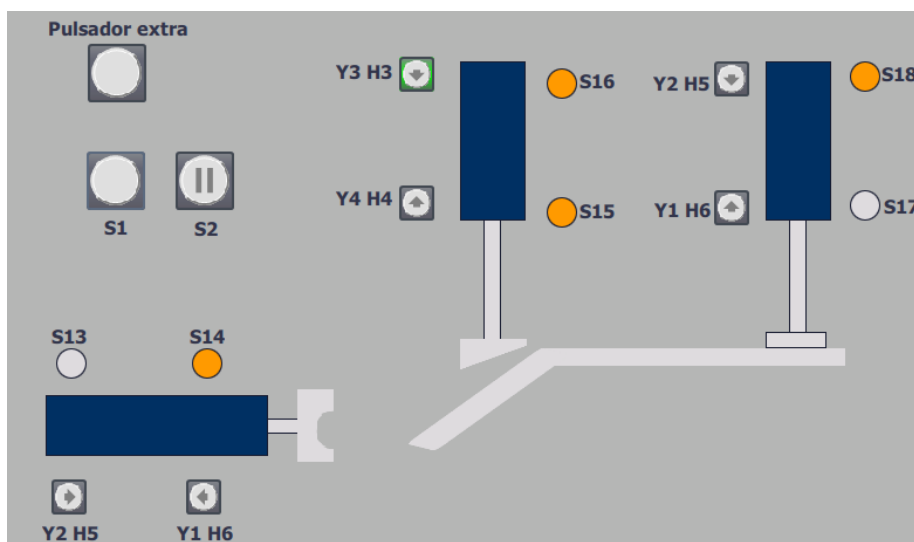 Pulsador extra
Y3 H3
S16
Y2 H5
S18
S1
S2
Y4 H4
S15
Y1 H6
S17
S13
S14
Y2 H5
Y1 H6